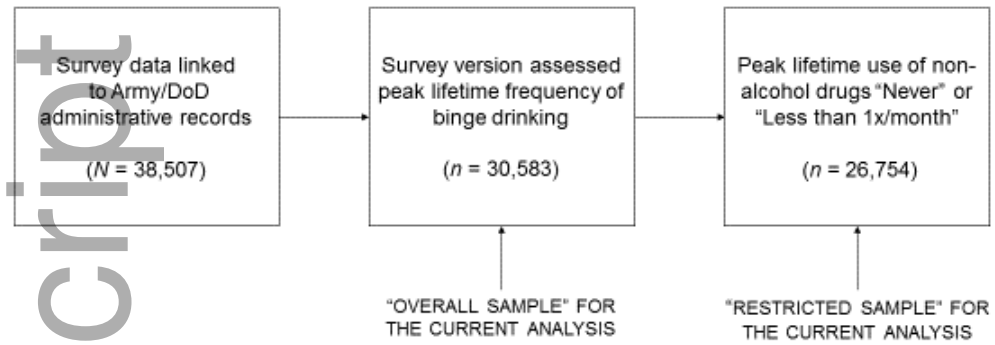 Survey data linked
to Army/DoD
administrative records
(N = 38,507)
Survey version assessed
peak lifetime frequency of
binge drinking
(n = 30,583)
Peak lifetime use of non-
alcohol drugs “Never” or
“Less than 1x/month”
(n = 26,754)
“OVERALL SAMPLE” FOR
THE CURRENT ANALYSIS
“RESTRICTED SAMPLE” FOR
THE CURRENT ANALYSIS
cript